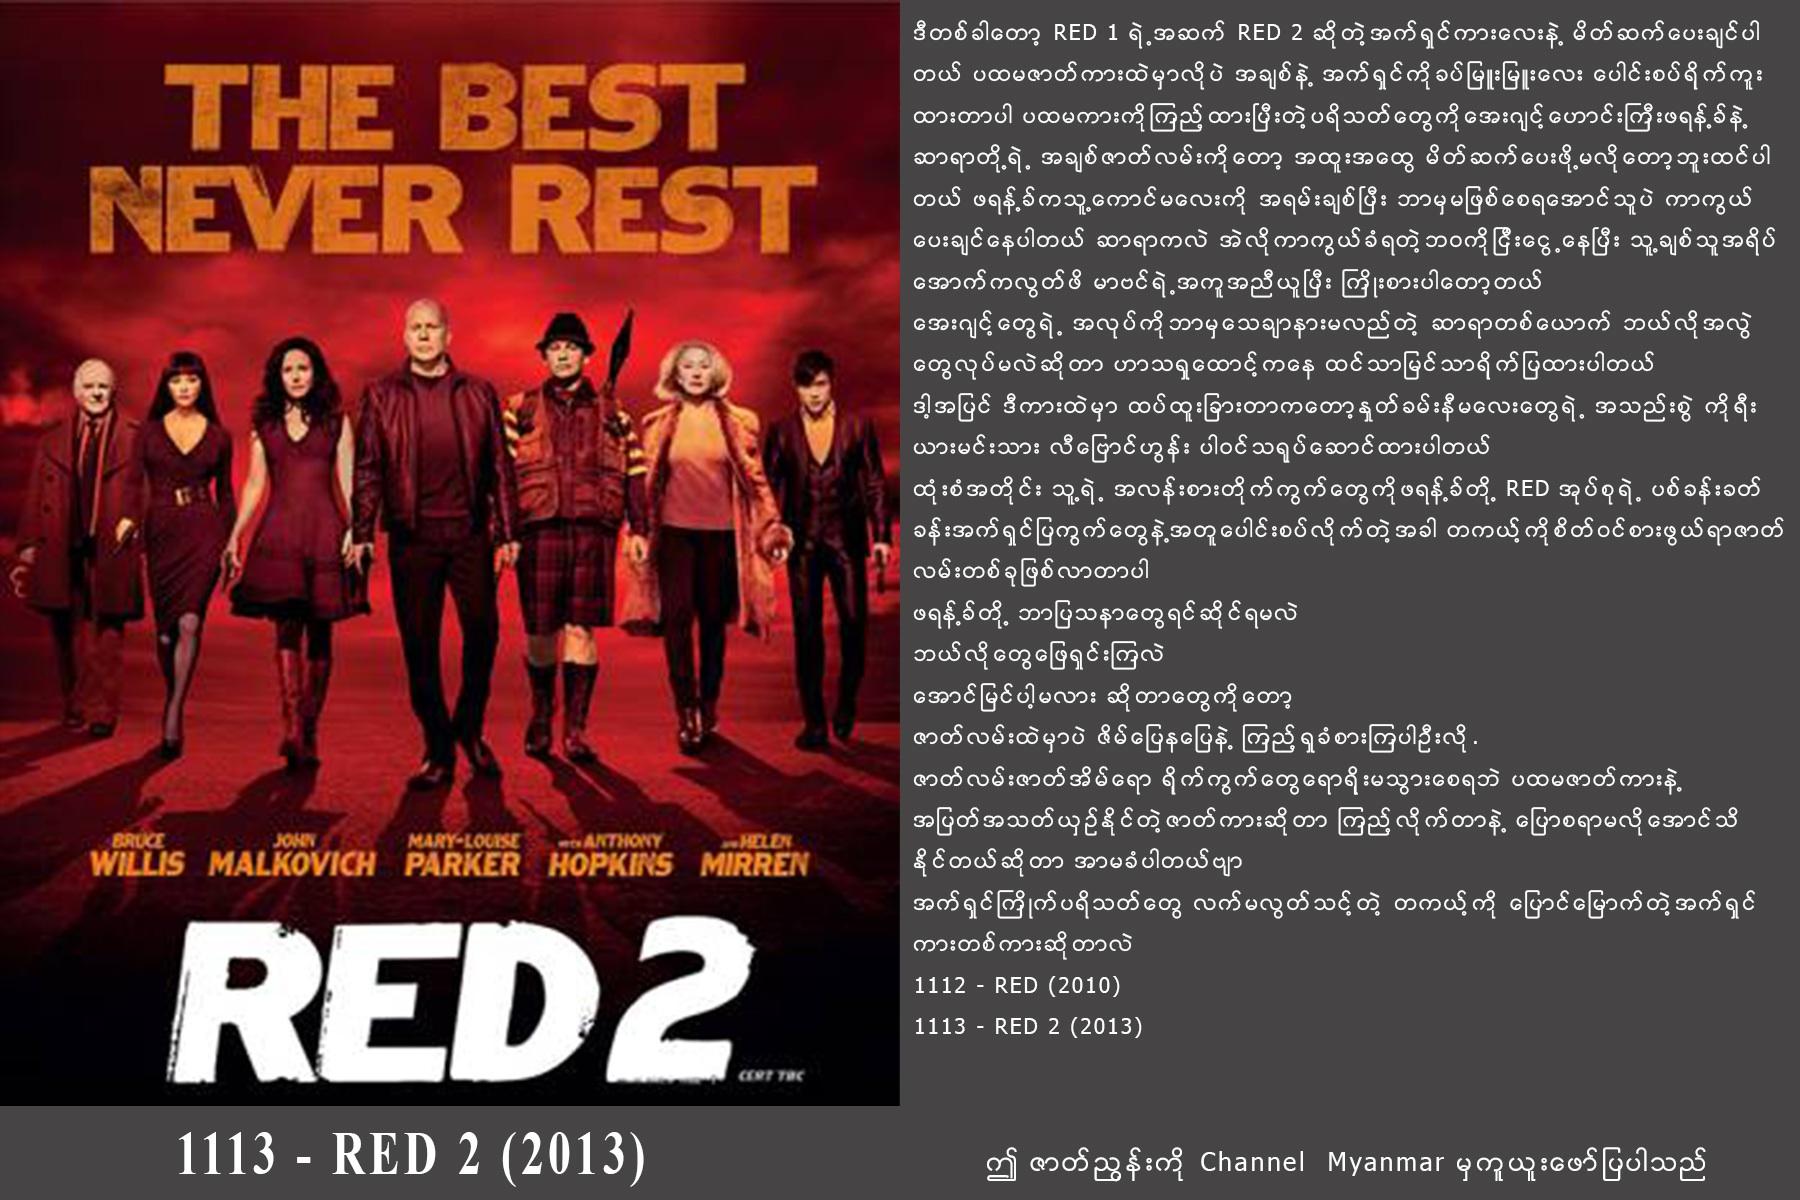 THE BEST
NEVER REST
BRUCE WILLIS
JOHN MALKOVICH
MARY-LOUISE PARKER
WITH ANTHONY HOPKINS
AND HELEN MIRREN
RED 2
CERT TBC
1113 - RED 2 (2013)
ဒီတစ်ခါတော့ RED 1 ရဲ့အဆက် RED 2 ဆိုတဲ့အက်ရှင်ကားလေးနဲ့ မိတ်ဆက်ပေးချင်ပါ
တယ် ပထမဇာတ်ကားထဲမှာလိုပဲ အချစ်နဲ့ အက်ရှင်ကိုခပ်မြူးမြူးလေး ပေါင်းစပ်ရိုက်ကူး
ထားတာပါ ပထမကားကိုကြည့်ထားပြီးတဲ့ပရိသတ်တွေကိုအေးဂျင့်ဟောင်းကြီးဖရန့်ခ်နဲ့
ဆာရာတို့ရဲ့ အချစ်ဇာတ်လမ်းကိုတော့ အထူးအထွေ မိတ်ဆက်ပေးဖို့မလိုတော့ဘူးထင်ပါ
တယ် ဖရန့်ခ်ကသူ့ကောင်မလေးကို အရမ်းချစ်ပြီး ဘာမှမဖြစ်စေရအောင်သူပဲ ကာကွယ်
ပေးချင်နေပါတယ် ဆာရာကလဲ အဲလိုကာကွယ်ခံရတဲ့ဘဝကိုငြီးငွေ့နေပြီး သူ့ချစ်သူအရိပ်
အောက်ကလွတ်ဖိ မာဗင်ရဲ့အကူအညီယူပြီး ကြိုးစားပါတော့တယ်
အေးဂျင့်တွေရဲ့ အလုပ်ကိုဘာမှသေချာနားမလည်တဲ့ ဆာရာတစ်ယောက် ဘယ်လိုအလွဲ
တွေလုပ်မလဲဆိုတာ ဟာသရှုထောင့်ကနေ ထင်သာမြင်သာရိုက်ပြထားပါတယ်
ဒါ့အပြင် ဒီကားထဲမှာ ထပ်ထူးခြားတာကတော့နှုတ်ခမ်းနီမလေးတွေရဲ့ အသည်းစွဲ ကိုရီး
ယားမင်းသား လီဗြောင်ဟွန်း ပါဝင်သရုပ်ဆောင်ထားပါတယ်
ထုံးစံအတိုင်း သူ့ရဲ့ အလန်းစားတိုက်ကွက်တွေကိုဖရန့်ခ်တို့ RED အုပ်စုရဲ့ ပစ်ခန်းခတ်
ခန်းအက်ရှင်ပြကွက်တွေနဲ့အတူပေါင်းစပ်လိုက်တဲ့အခါ တကယ့်ကိုစိတ်ဝင်စားဖွယ်ရာဇာတ်
လမ်းတစ်ခုဖြစ်လာတာပါ
ဖရန့်ခ်တို့ ဘာပြသနာတွေရင်ဆိုင်ရမလဲ
ဘယ်လိုတွေဖြေရှင်းကြလဲ
အောင်မြင်ပါ့မလား ဆိုတာတွေကိုတော့
ဇာတ်လမ်းထဲမှာပဲ ဇိမ်ပြေနပြေနဲ့ ကြည့်ရှုခံစားကြပါဦးလို.
ဇာတ်လမ်းဇာတ်အိမ်ရော ရိုက်ကွက်တွေရောရိုးမသွားစေရဘဲ ပထမဇာတ်ကားနဲ့
အပြတ်အသတ်ယှဉ်နိုင်တဲ့ဇာတ်ကားဆိုတာ ကြည့်လိုက်တာနဲ့ ပြောစရာမလိုအောင်သိ
နိုင်တယ်ဆိုတာ အာမခံပါတယ်ဗျာ
အက်ရှင်ကြိုက်ပရိသတ်တွေ လက်မလွတ်သင့်တဲ့ တကယ့်ကို ပြောင်မြောက်တဲ့အက်ရှင်
ကားတစ်ကားဆိုတာလဲ
1112 - RED (2010)
1113 - RED 2 (2013)
ဤ ဇာတ်ညွှန်းကို Channel Myanmar မှကူယူးဖော်ပြပါသည်